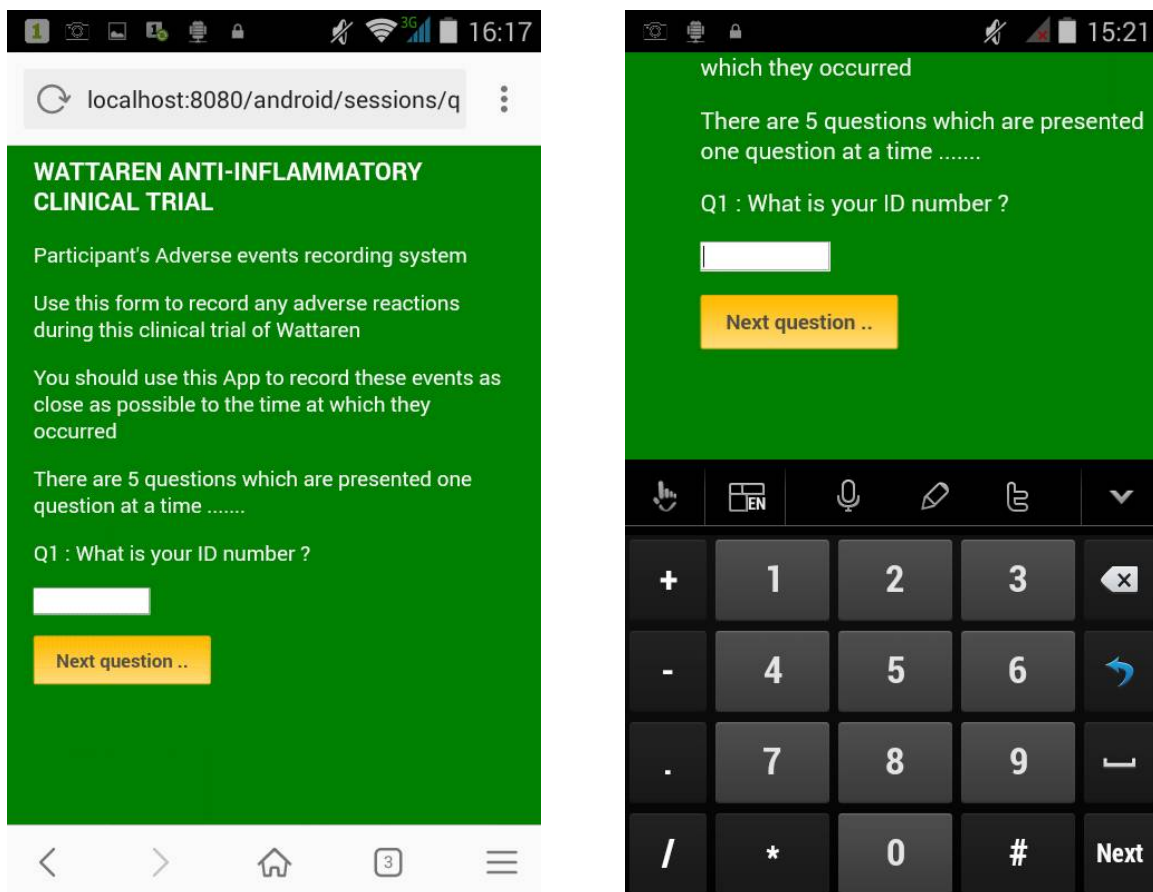 1 3G 16:17
localhost:8080/android/sessions/q
WATTAREN ANTI-INFLAMMATORY
CLINICAL TRIAL
Participant's Adverse events recording system
Use this form to record any adverse reactions
during this clinical trial of Wattaren
You should use this App to record these events as
close as possible to the time at which they
occurred
There are 5 questions which are presented one
question at a time .......
Q1 : What is your ID number ?
Next question ..
3
15:21
which they occurred
There are 5 questions which are presented
one question at a time .......
Q1 : What is your ID number ?
Next question ..
EN
+ 1 2 3
- 4 5 6
. 7 8 9
/ * 0 # Next